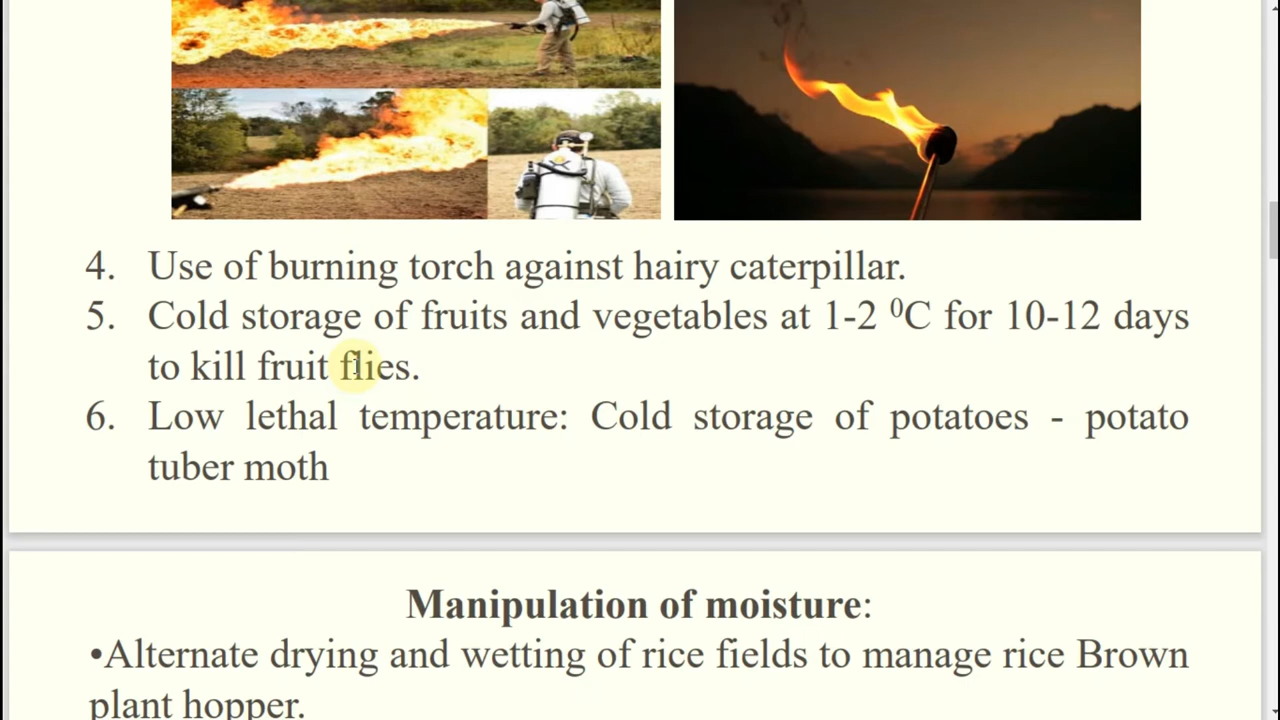 4. Use of burning torch against hairy caterpillar.
5. Cold storage of fruits and vegetables at 1-2 ⁰C for 10-12 days
to kill fruit flies.
6. Low lethal temperature: Cold storage of potatoes - potato
tuber moth
Manipulation of moisture:
•Alternate drying and wetting of rice fields to manage rice Brown
plant hopper.